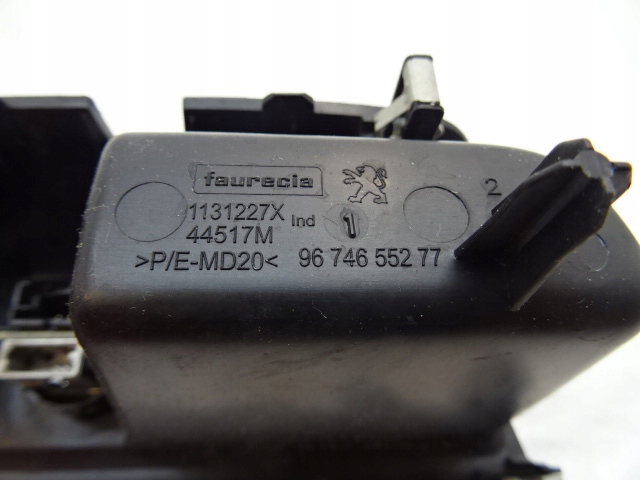 faurecia
1131227X Ind 1
44517M
>P/E-MD20< 96 746 552 77
2